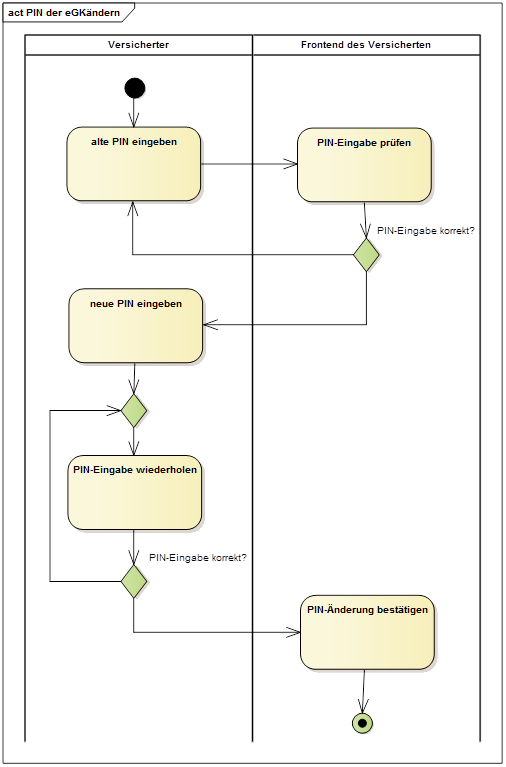 act PIN der eGKändern
Versicherter
Frontend des Versicherten
alte PIN eingeben
PIN-Eingabe prüfen
PIN-Eingabe korrekt?
neue PIN eingeben
PIN-Eingabe wiederholen
PIN-Eingabe korrekt?
PIN-Änderung bestätigen